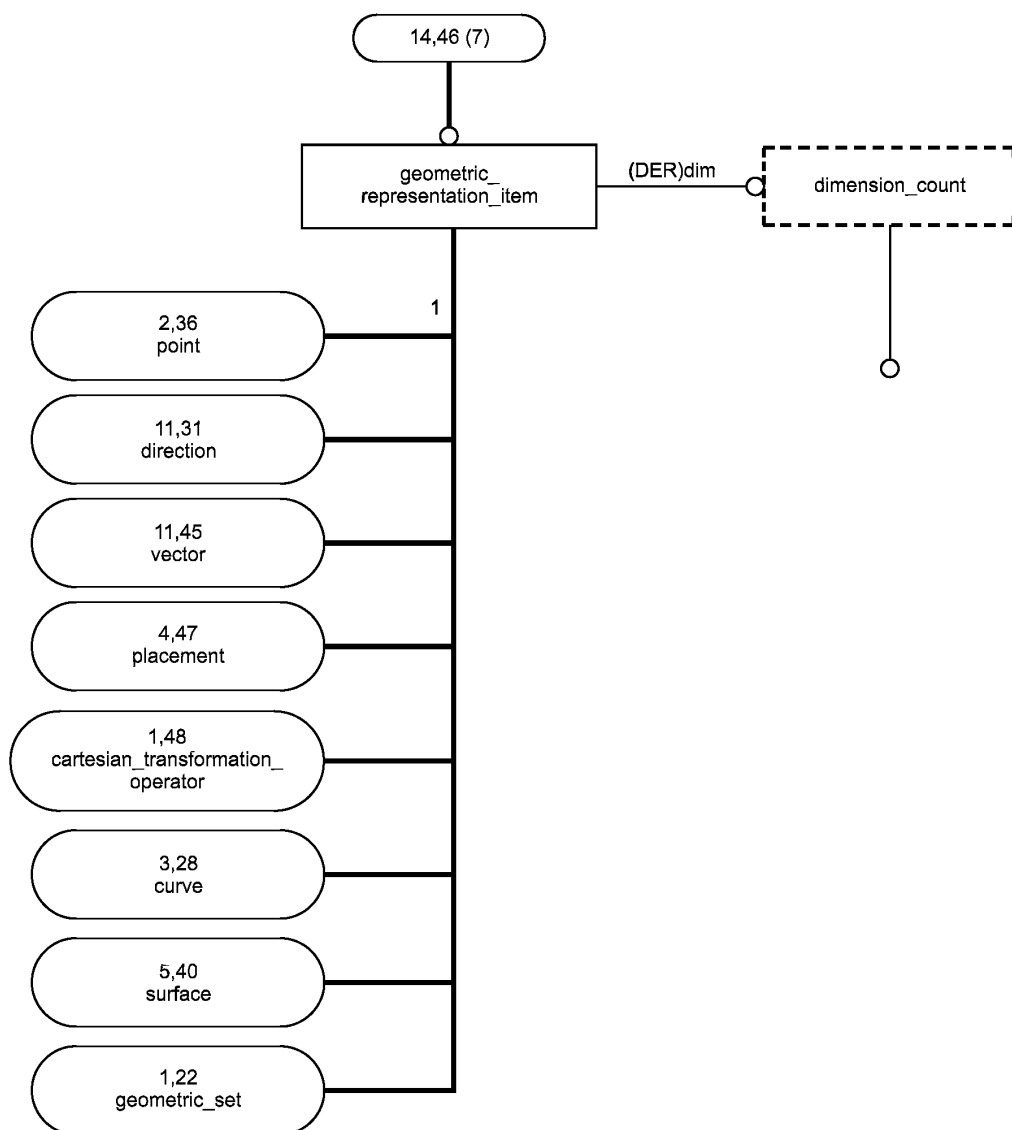 14,46 (7)
geometric_
representation_item
(DER)dim
dimension_count
1
2,36
point
11,31
direction
11,45
vector
4,47
placement
1,48
cartesian_transformation_
operator
3,28
curve
5,40
surface
1,22
geometric_set